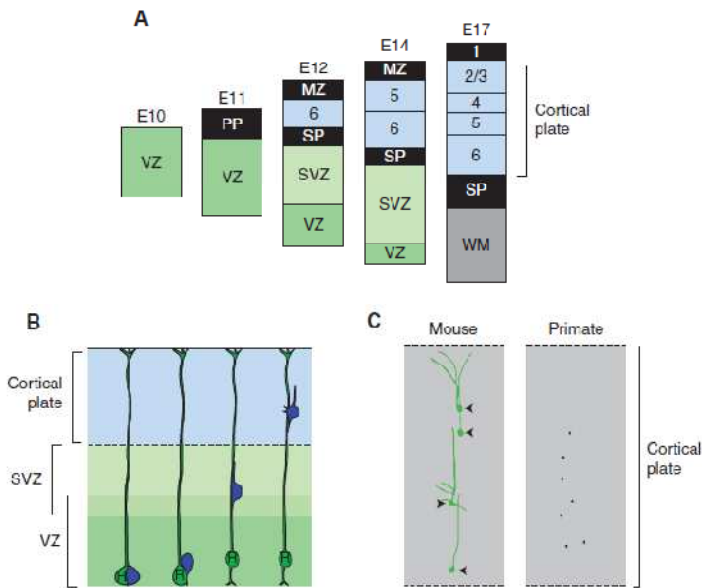 A
E10
VZ
E11
PP
VZ
E12
MZ
6
SP
SVZ
VZ
E14
MZ
5
6
SP
SVZ
VZ
E17
1
2/3
4
5
6
SP
WM
Cortical
plate
B
Cortical
plate
SVZ
VZ
C
Mouse
Primate
Cortical
plate